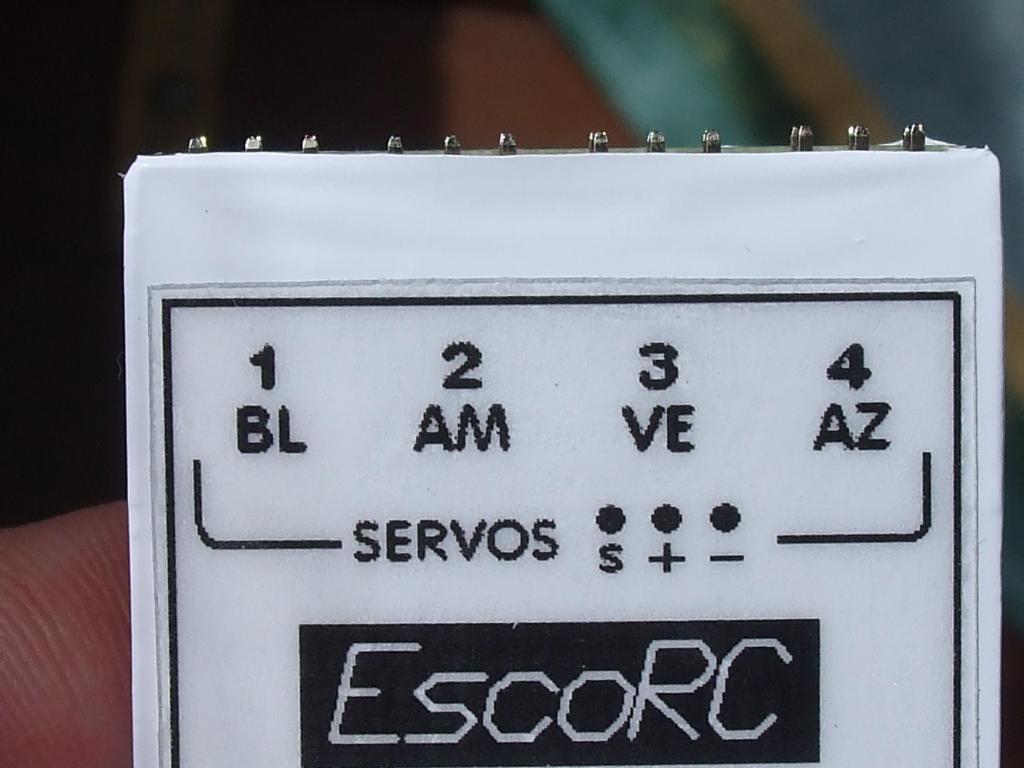 1 2 3 4
BL AM VE AZ
SERVOS
S + -
EscoRC